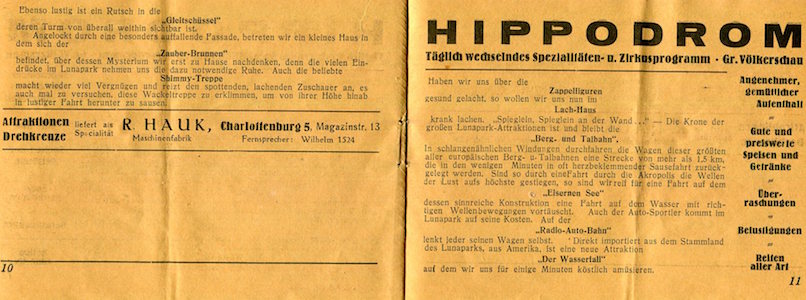 Ebenso lustig ist ein Rutsch in die
„Gleitschüssel"
deren Turm von überall weithin sichtbar ist.
Angelockt durch eine besonders auffallende Fassade, betreten wir ein kleines Haus in
dem sich der
„Zauber-Brunnen"
befindet, über dessen Mysterium wir erst zu Hause nachdenken, denn die vielen Ein-
drücke im Lunapark nehmen uns die dazu notwendige Ruhe. Auch die beliebte
Shimmy-Treppe
macht wieder viel Vergnügen und reizt den spottenden, lachenden Zuschauer an, es
auch mal zu versuchen, diese Wackeltreppe zu erklimmen, um von ihrer Höhe hinab
in lustiger Fahrt herunter zu sausen.
Attraktionen
Drehkreuze
liefert als
Spezialität
R. HAUK, Charlottenburg 5, Magazinstr. 13
Maschinenfabrik Fernsprecher: Wilhelm 1524
10
HIPPODROM
Täglich wechselndes Spezialitäten- u. Zirkusprogramm · Gr. Völkerschau
Haben wir uns über die
Zappelfiguren
gesund gelacht, so wollen wir uns nun im
Lach-Haus
krank lachen. „Spieglein, Spieglein an der Wand . . ." — Die Krone der
großen Lunapark-Attraktionen ist und bleibt die
„Berg- und Talbahn".
In schlangenähnlichen Windungen durchfahren die Wagen dieser größten
aller europäischen Berg- u. Talbahnen eine Strecke von mehr als 1,5 km,
die in den wenigen Minuten in oft herzbeklemmender Sausefahrt zurück-
gelegt werden. Sind so durch eine Fahrt durch die Akropolis die Wellen
der Lust aufs höchste gestiegen, so sind wir reif für eine Fahrt auf dem
„Eisernen See"
dessen sinnreiche Konstruktion eine Fahrt auf dem Wasser mit rich-
tigen Wellenbewegungen vortäuscht. Auch der Auto-Sportler kommt im
Lunapark auf seine Kosten. Auf der
„Radio-Auto-Bahn"
lenkt jeder seinen Wagen selbst. Direkt importiert aus dem Stammland
des Lunaparks, aus Amerika, ist eine neue Attraktion
„Der Wasserfall"
auf dem wir uns für einige Minuten köstlich amüsieren.
Angenehmer,
gemütlicher
Aufenthalt
Gute und
preiswerte
Speisen und
Getränke
Über-
raschungen
Belustigungen
Reiten
aller Art
11